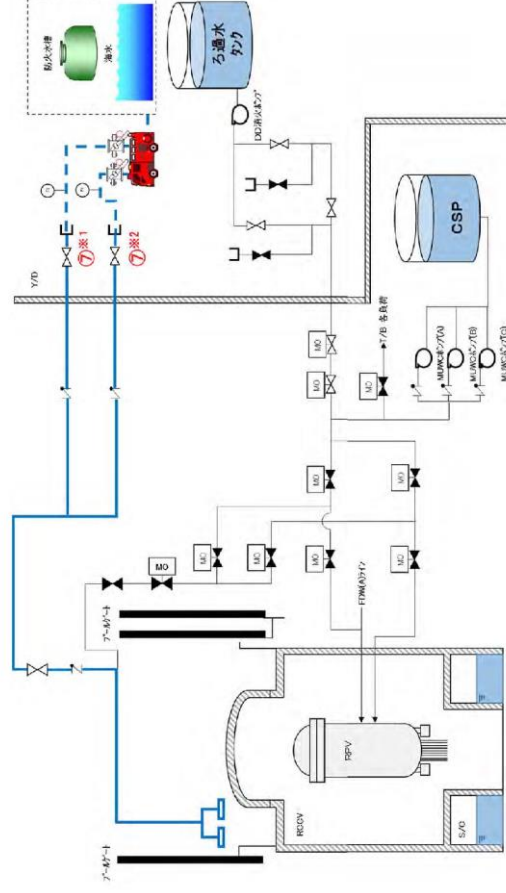 防火水槽
海水
ろ過水
タンク
DD消火ポンプ
Y/D
⑦※1
⑦※2
CSP
MUWCポンプ(A)
MUWCポンプ(B)
MUWCポンプ(C)
T/B 各負荷
MO
MO
MO
MO
MO
MO
MO
MO
MO
MO
FDW(A)ライン
プールゲート
プールゲート
RCCV
RPV
S/C